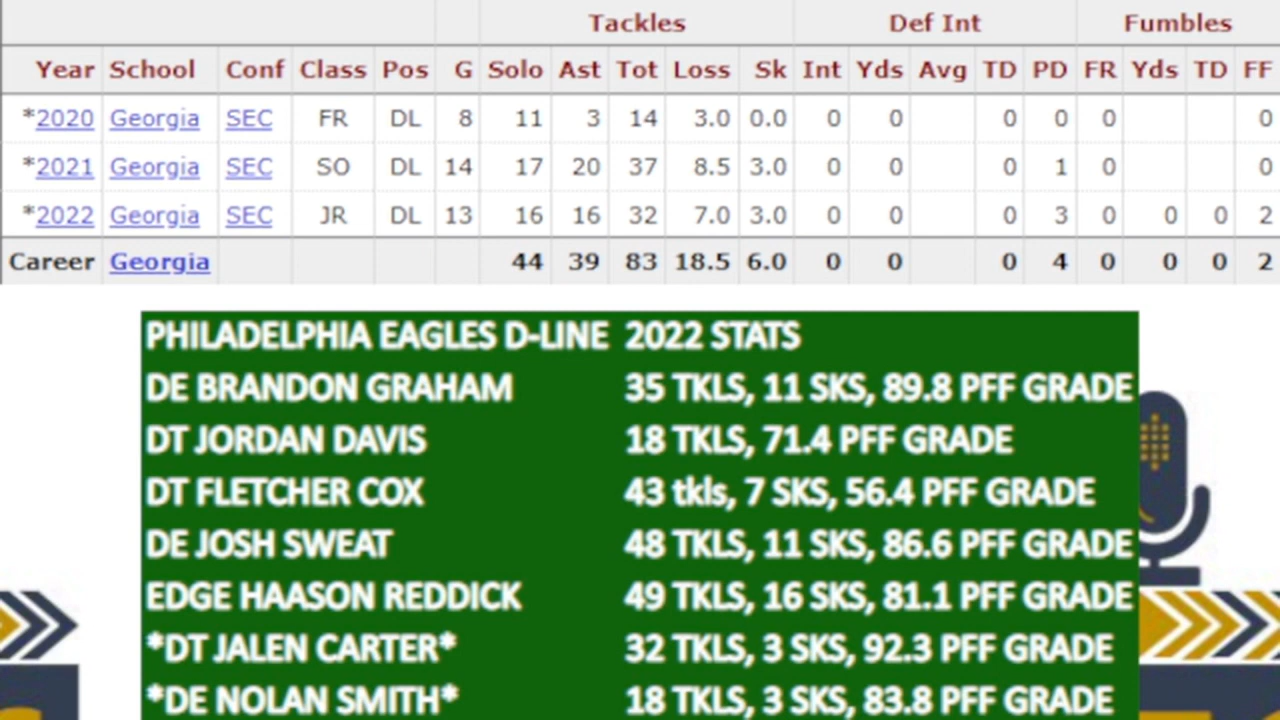 Tackles Def Int Fumbles
Year School Conf Class Pos G Solo Ast Tot Loss Sk Int Yds Avg TD PD FR Yds TD FF
*2020 Georgia SEC FR DL 8 11 3 14 3.0 0.0 0 0 0 0 0 0
*2021 Georgia SEC SO DL 14 17 20 37 8.5 3.0 0 0 0 1 0 0
*2022 Georgia SEC JR DL 13 16 16 32 7.0 3.0 0 0 0 3 0 0 0 2
Career Georgia 44 39 83 18.5 6.0 0 0 0 4 0 0 0 2
PHILADELPHIA EAGLES D-LINE 2022 STATS
DE BRANDON GRAHAM 35 TKLS, 11 SKS, 89.8 PFF GRADE
DT JORDAN DAVIS 18 TKLS, 71.4 PFF GRADE
DT FLETCHER COX 43 tkls, 7 SKS, 56.4 PFF GRADE
DE JOSH SWEAT 48 TKLS, 11 SKS, 86.6 PFF GRADE
EDGE HAASON REDDICK 49 TKLS, 16 SKS, 81.1 PFF GRADE
*DT JALEN CARTER* 32 TKLS, 3 SKS, 92.3 PFF GRADE
*DE NOLAN SMITH* 18 TKLS, 3 SKS, 83.8 PFF GRADE